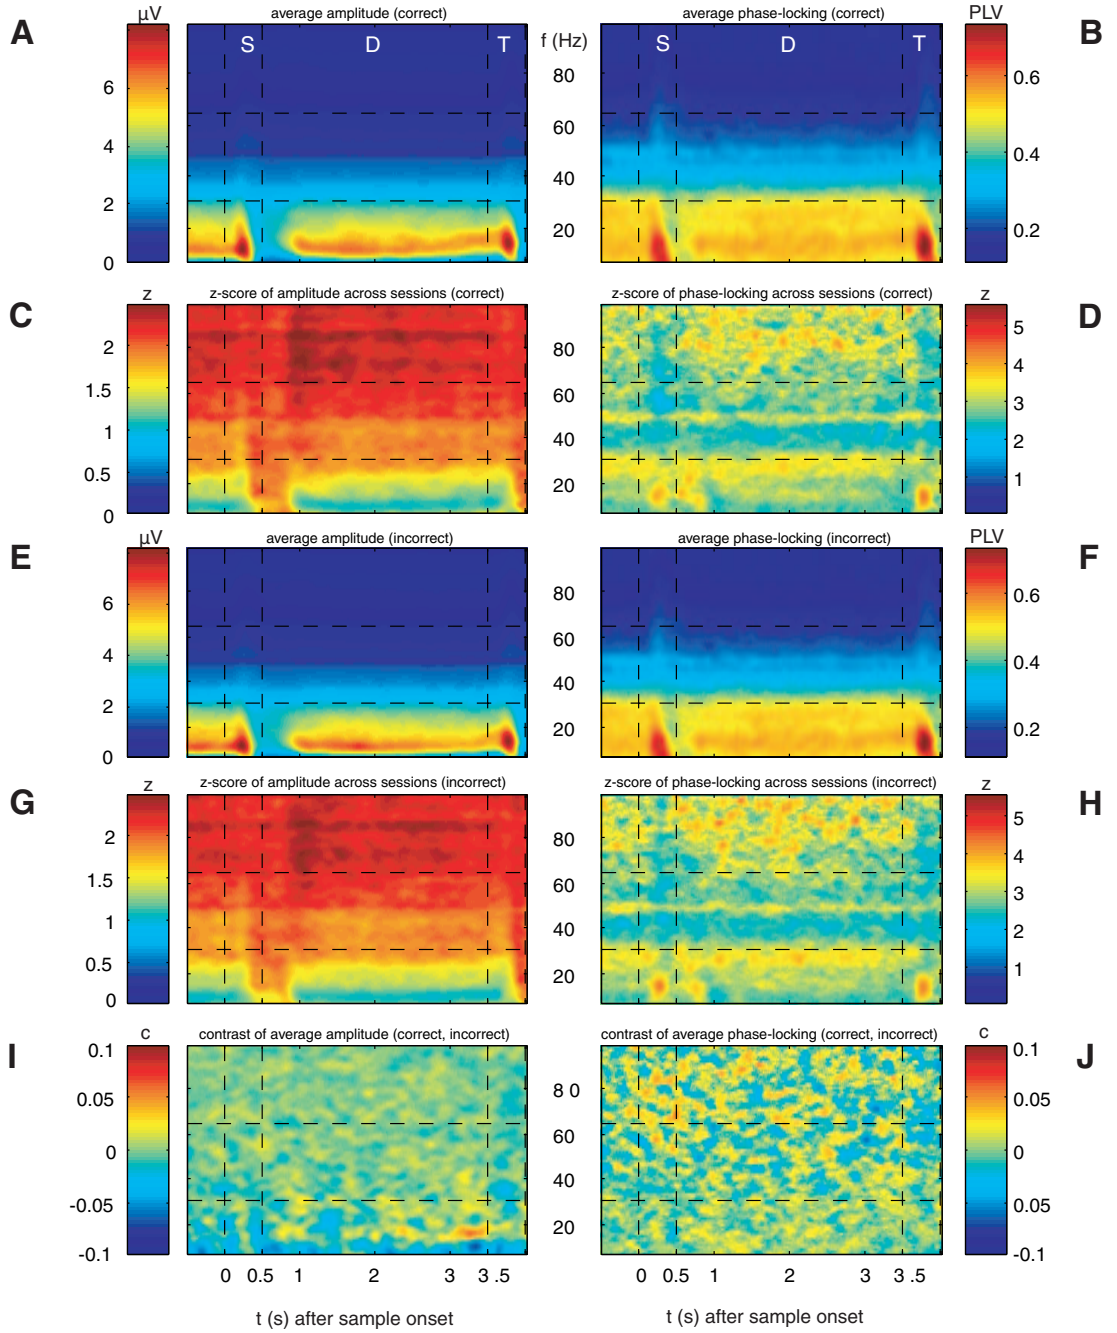 A
μV
average amplitude (correct)
S D T
6
4
2
0
f (Hz)
80
60
40
20
average phase-locking (correct)
S D T
PLV
0.6
0.4
0.2
B
C
z
z-score of amplitude across sessions (correct)
2
1.5
1
0.5
0
80
60
40
20
z-score of phase-locking across sessions (correct)
z
5
4
3
2
1
D
E
μV
average amplitude (incorrect)
6
4
2
0
80
60
40
20
average phase-locking (incorrect)
PLV
0.6
0.4
0.2
F
G
z
z-score of amplitude across sessions (incorrect)
2
1.5
1
0.5
0
80
60
40
20
z-score of phase-locking across sessions (incorrect)
z
5
4
3
2
1
H
I
c
contrast of average amplitude (correct, incorrect)
0.1
0.05
0
-0.05
-0.1
8 0
60
40
20
contrast of average phase-locking (correct, incorrect)
c
0.1
0.05
0
0.05
-0.1
J
0 0.5 1 2 3 3 .5
0 0.5 1 2 3 3 .5
t (s) after sample onset
t (s) after sample onset